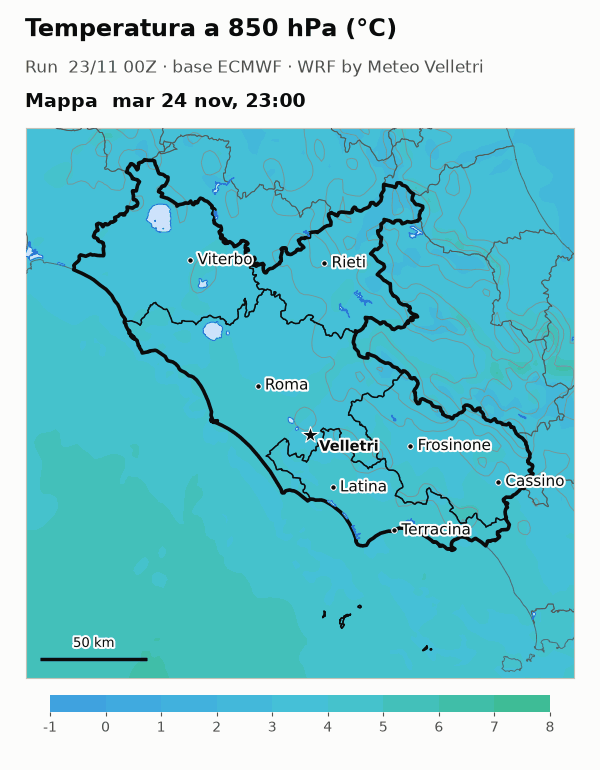 Temperatura a 850 hPa (°C)
Run  23/11 00Z · base ECMWF · WRF by Meteo Velletri
Mappa  mar 24 nov, 23:00
Viterbo
Rieti
Roma
Velletri
Frosinone
Latina
Cassino
Terracina
50 km
-1 0 1 2 3 4 5 6 7 8